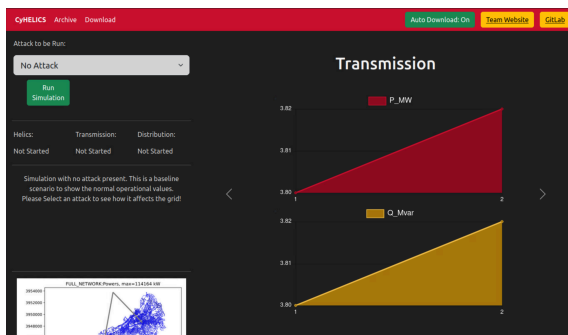 CyHELICS Archive Download Auto Download: On Team Website GitLab
Attack to be Run:
No Attack
Run
Simulation
Helics: Transmission: Distribution:
Not Started Not Started Not Started
Simulation with no attack present. This is a baseline
scenario to show the normal operational values.
Please Select an attack to see how it affects the grid!
FULL_NETWORK:Powers, max=114164 kW
3954000
3952000
3950000
3948000
Transmission
P_MW
3.82
3.81
3.80
1 2
Q_Mvar
3.82
3.81
3.80
1 2